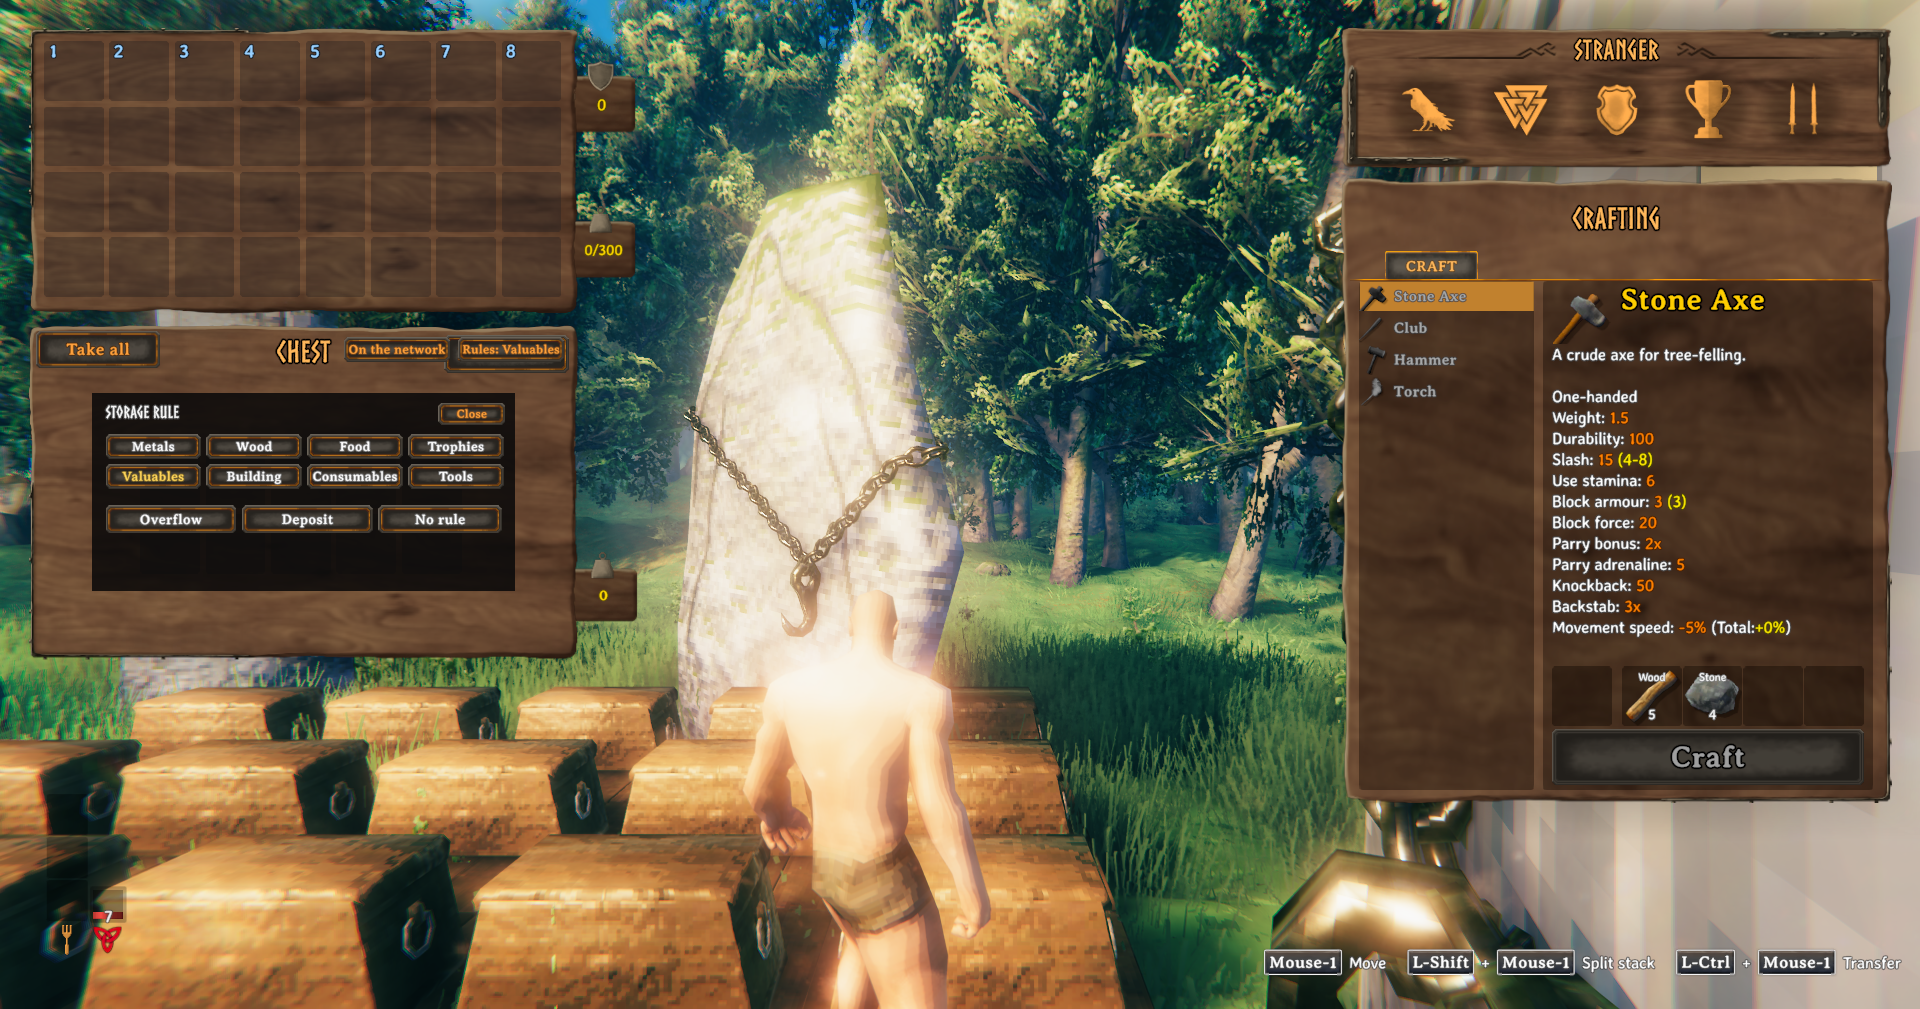 1 2 3 4 5 6 7 8
0
0/300
Take all
CHEST
On the network
Rules: Valuables
STORAGE RULE
Close
Metals
Wood
Food
Trophies
Valuables
Building
Consumables
Tools
Overflow
Deposit
No rule
0
7
STRANGER
CRAFTING
CRAFT
Stone Axe
Club
Hammer
Torch
Stone Axe
A crude axe for tree-felling.
One-handed
Weight: 1.5
Durability: 100
Slash: 15 (4-8)
Use stamina: 6
Block armour: 3 (3)
Block force: 20
Parry bonus: 2x
Parry adrenaline: 5
Knockback: 50
Backstab: 3x
Movement speed: -5% (Total:+0%)
Wood
5
Stone
4
Craft
Mouse-1 Move L-Shift + Mouse-1 Split stack L-Ctrl + Mouse-1 Transfer